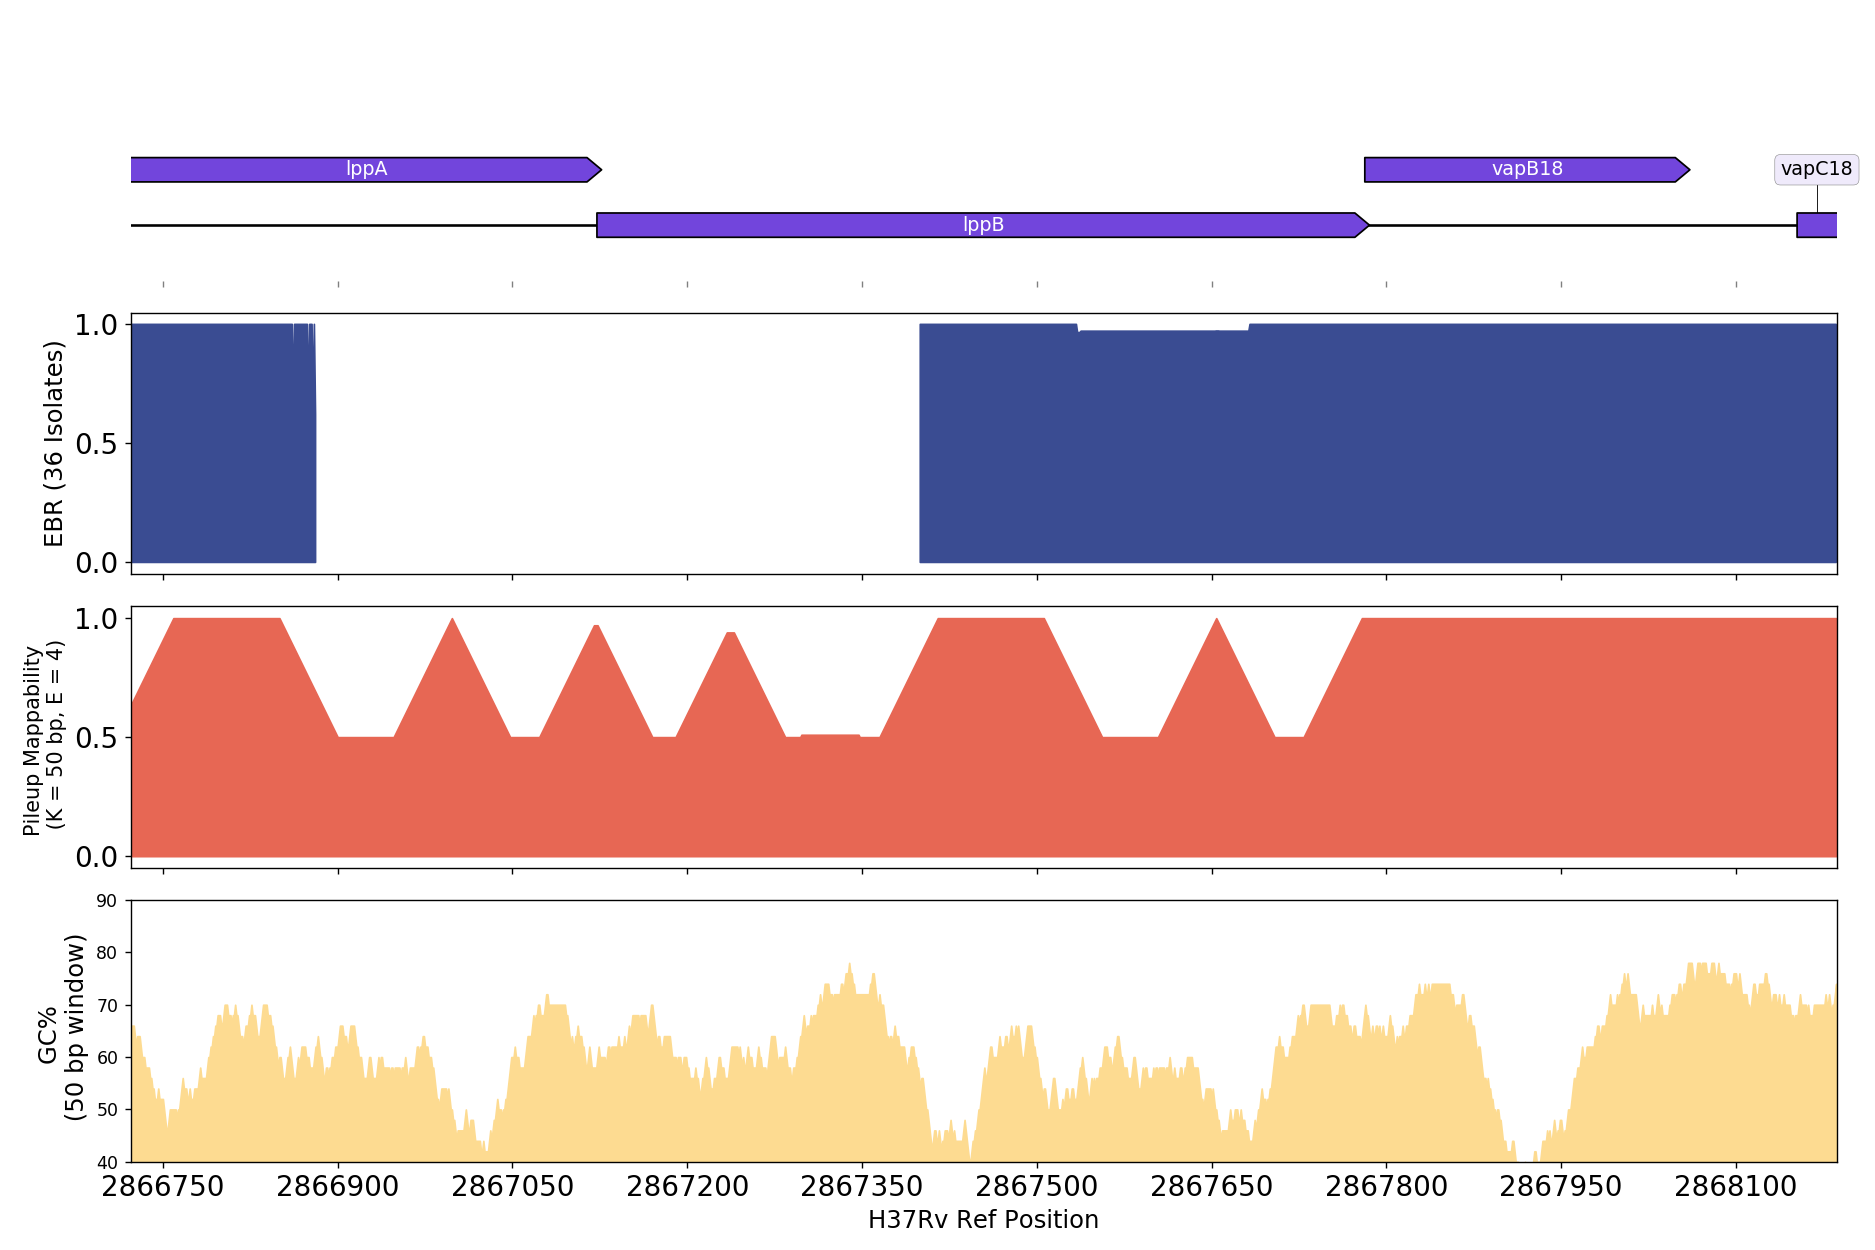 lppA
vapB18
vapC18
lppB
EBR (36 Isolates)
1.0
0.5
0.0
Pileup Mappability
(K = 50 bp, E = 4)
1.0
0.5
0.0
GC%
(50 bp window)
90
80
70
60
50
40
2866750 2866900 2867050 2867200 2867350 2867500 2867650 2867800 2867950 2868100
H37Rv Ref Position